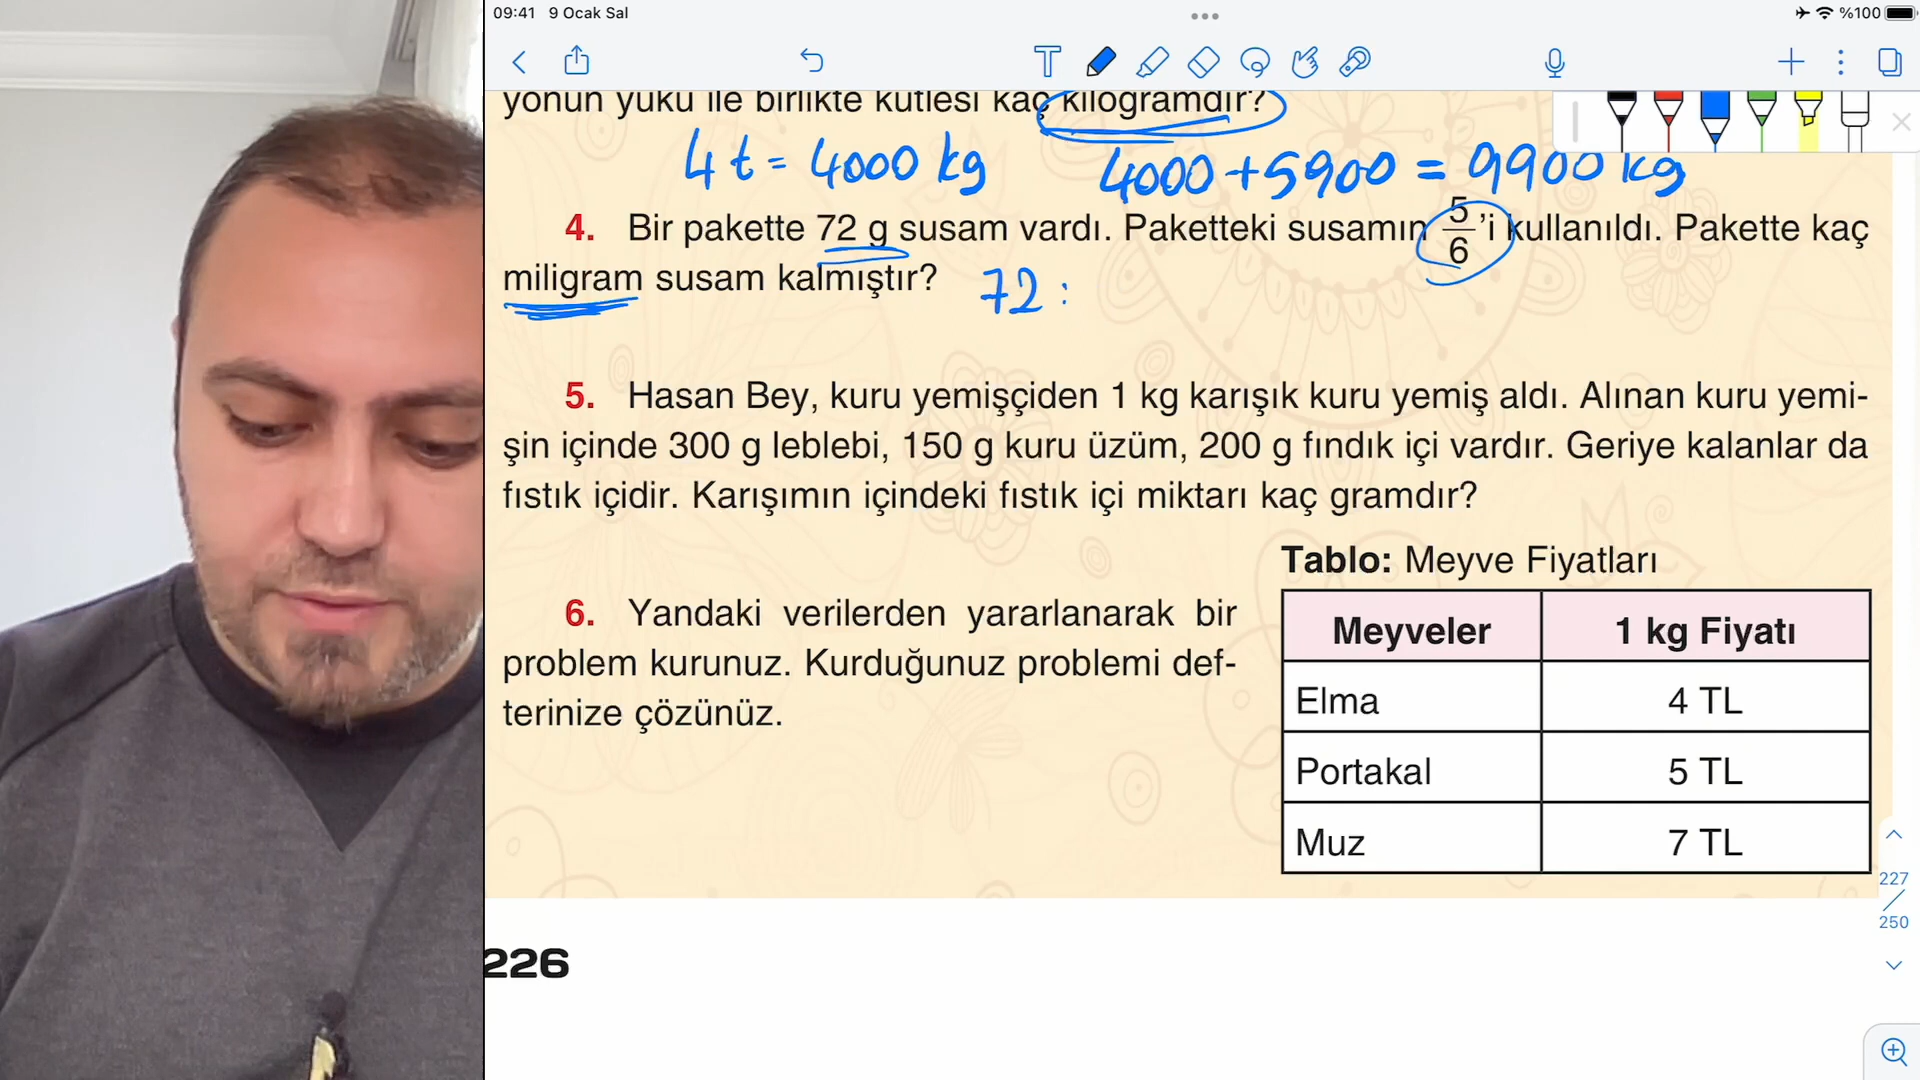 09:41 9 Ocak Sal
%100
yonun yükü ile birlikte kütlesi kaç kilogramdır?
4 t = 4000 kg 4000 + 5900 = 9900 kg
4. Bir pakette 72 g susam vardı. Paketteki susamın 5/6 'i kullanıldı. Pakette kaç
miligram susam kalmıştır? 72 :
5. Hasan Bey, kuru yemişçiden 1 kg karışık kuru yemiş aldı. Alınan kuru yemi-
şin içinde 300 g leblebi, 150 g kuru üzüm, 200 g fındık içi vardır. Geriye kalanlar da
fıstık içidir. Karışımın içindeki fıstık içi miktarı kaç gramdır?
6. Yandaki verilerden yararlanarak bir
problem kurunuz. Kurduğunuz problemi def-
terinize çözünüz.
Tablo: Meyve Fiyatları
Meyveler 1 kg Fiyatı
Elma 4 TL
Portakal 5 TL
Muz 7 TL
227
250
226